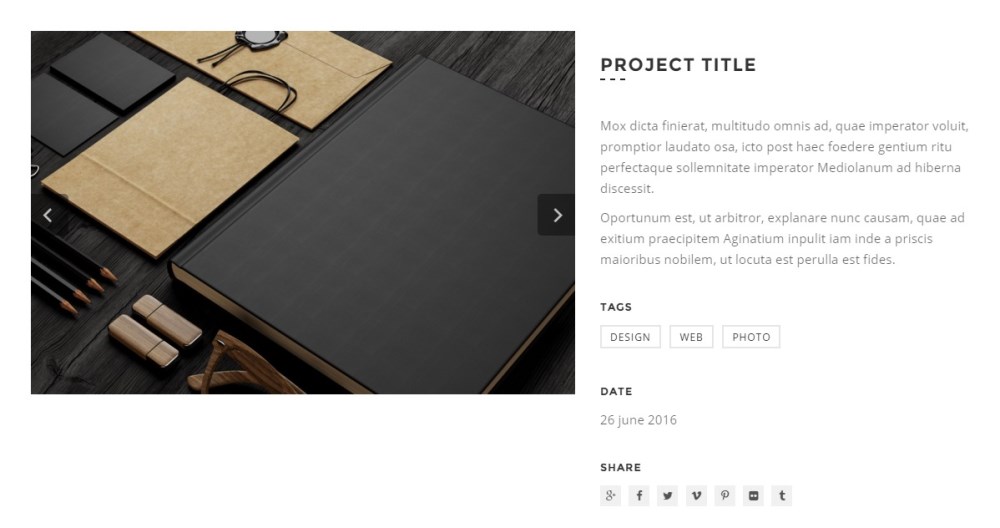 PROJECT TITLE
Mox dicta finierat, multitudo omnis ad, quae imperator voluit,
promptior laudato osa, icto post haec foedere gentium ritu
perfectaque sollemnitate imperator Mediolanum ad hiberna
discessit.
Oportunum est, ut arbitror, explanare nunc causam, quae ad
exitium praecipitem Aginatium inpulit iam inde a priscis
maioribus nobilem, ut locuta est perulla est fides.
TAGS
DESIGN WEB PHOTO
DATE
26 june 2016
SHARE